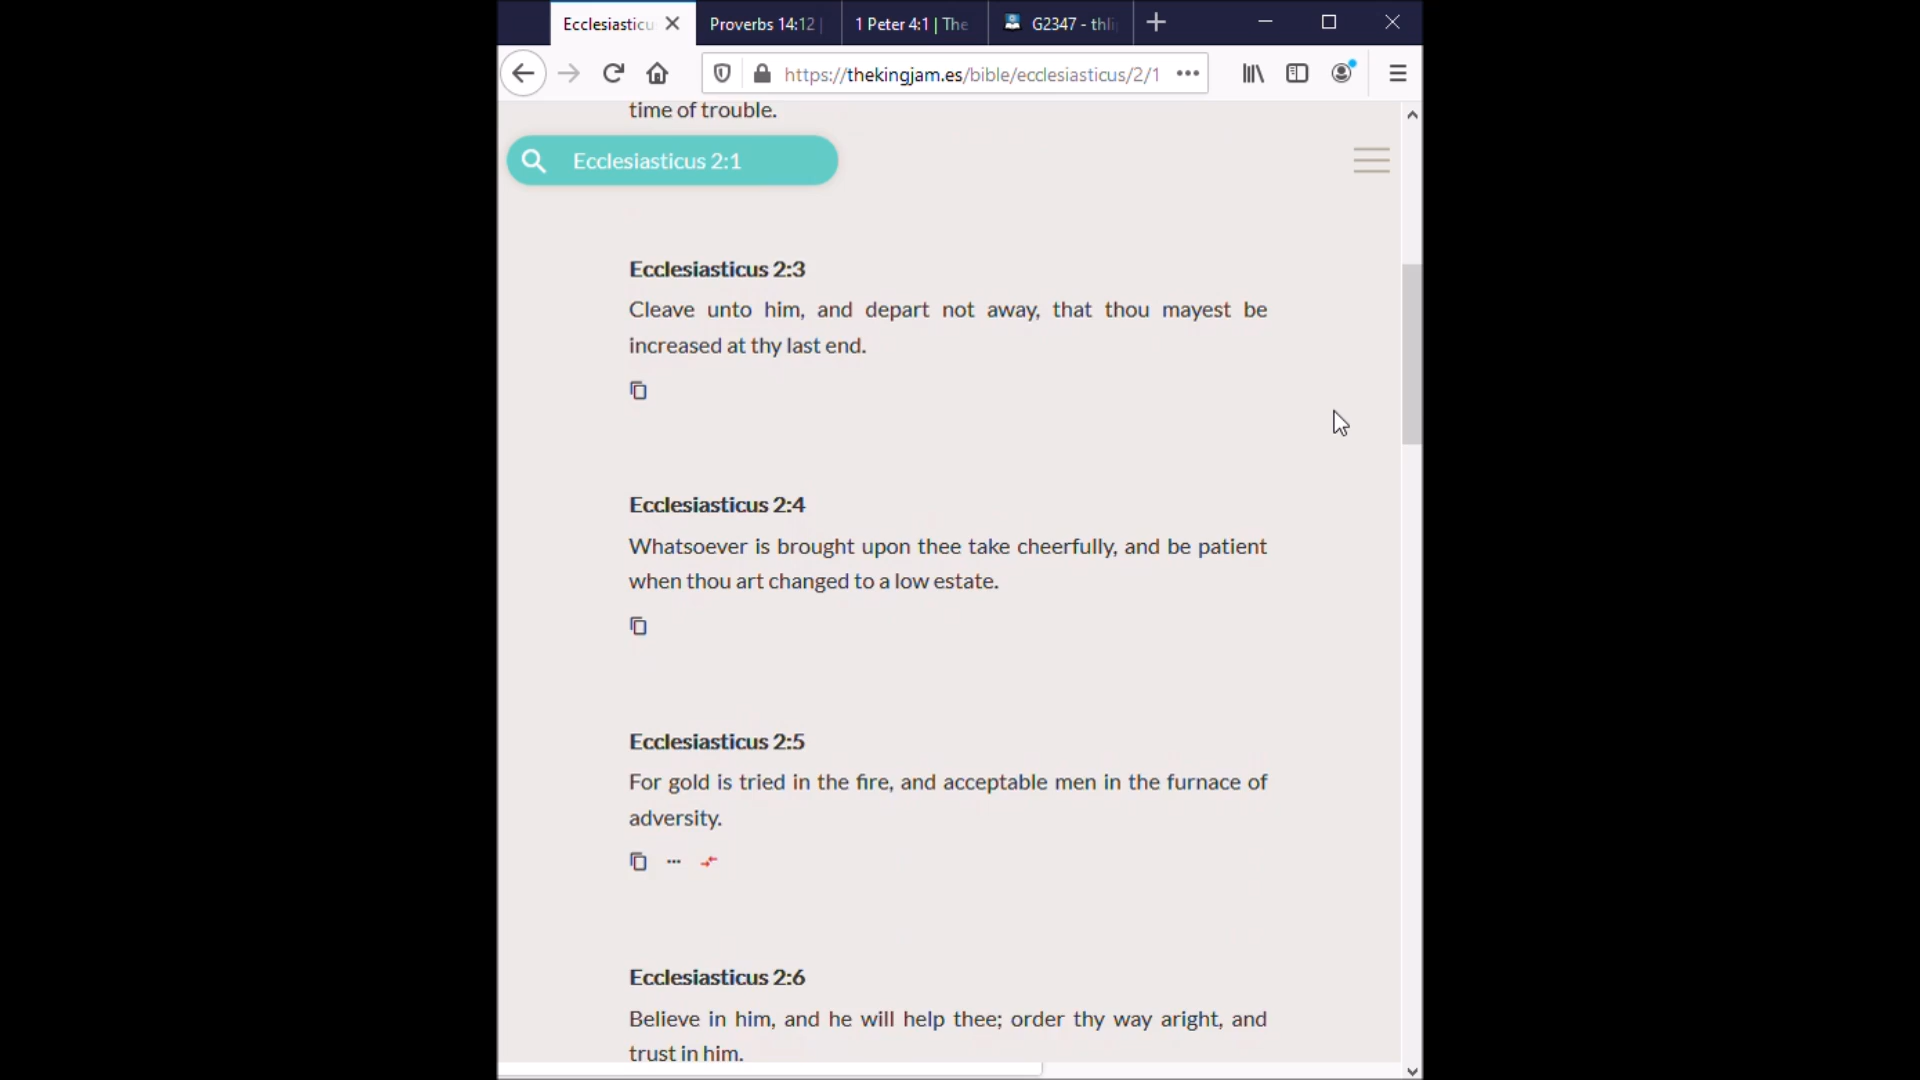 Ecclesiasticu
Proverbs 14:12
1 Peter 4:1 | The
G2347 - thli
https://thekingjam.es/bible/ecclesiasticus/2/1
time of trouble.
Ecclesiasticus 2:1
Ecclesiasticus 2:3
Cleave unto him, and depart not away, that thou mayest be
increased at thy last end.
Ecclesiasticus 2:4
Whatsoever is brought upon thee take cheerfully, and be patient
when thou art changed to a low estate.
Ecclesiasticus 2:5
For gold is tried in the fire, and acceptable men in the furnace of
adversity.
Ecclesiasticus 2:6
Believe in him, and he will help thee; order thy way aright, and
trust in him.